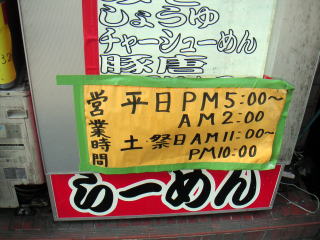 しょうゆ
チャーシューめん
豚唐
営業時間
平日PM5:00〜
AM2:00
土祭日AM11:00〜
PM10:00
らーめん